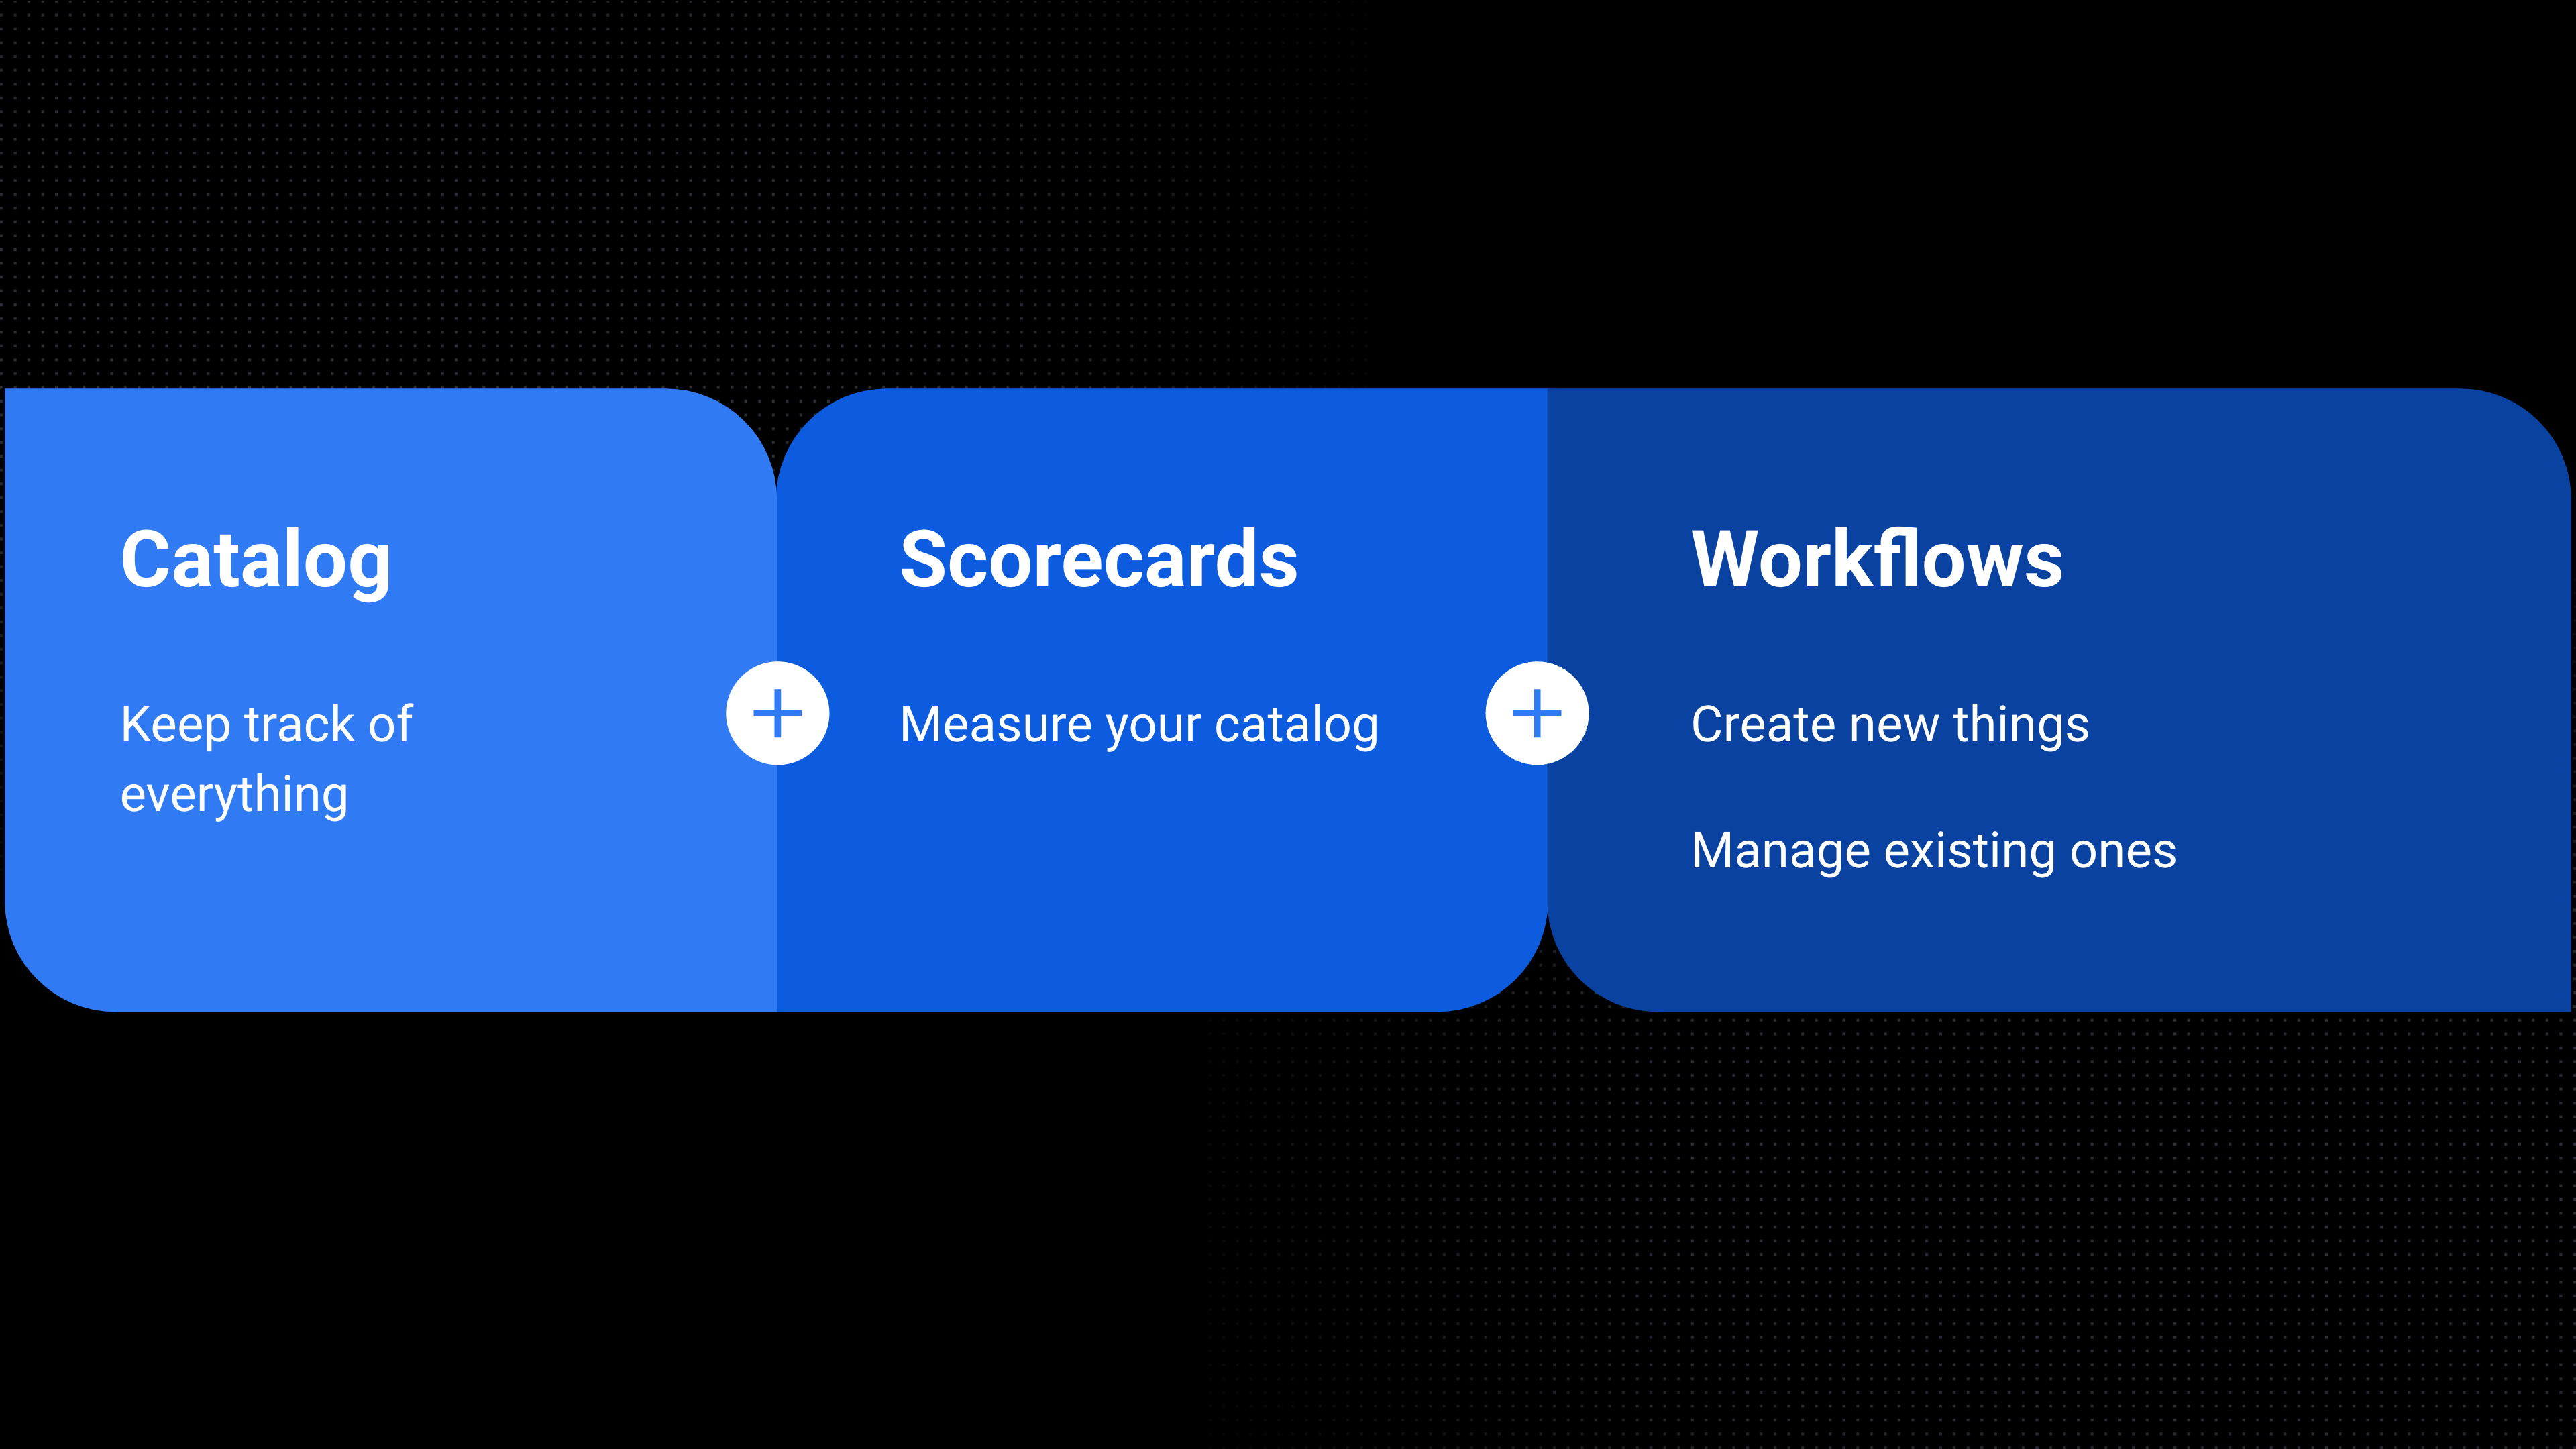 Catalog
Keep track of
everything
Scorecards
Measure your catalog
Workflows
Create new things
Manage existing ones